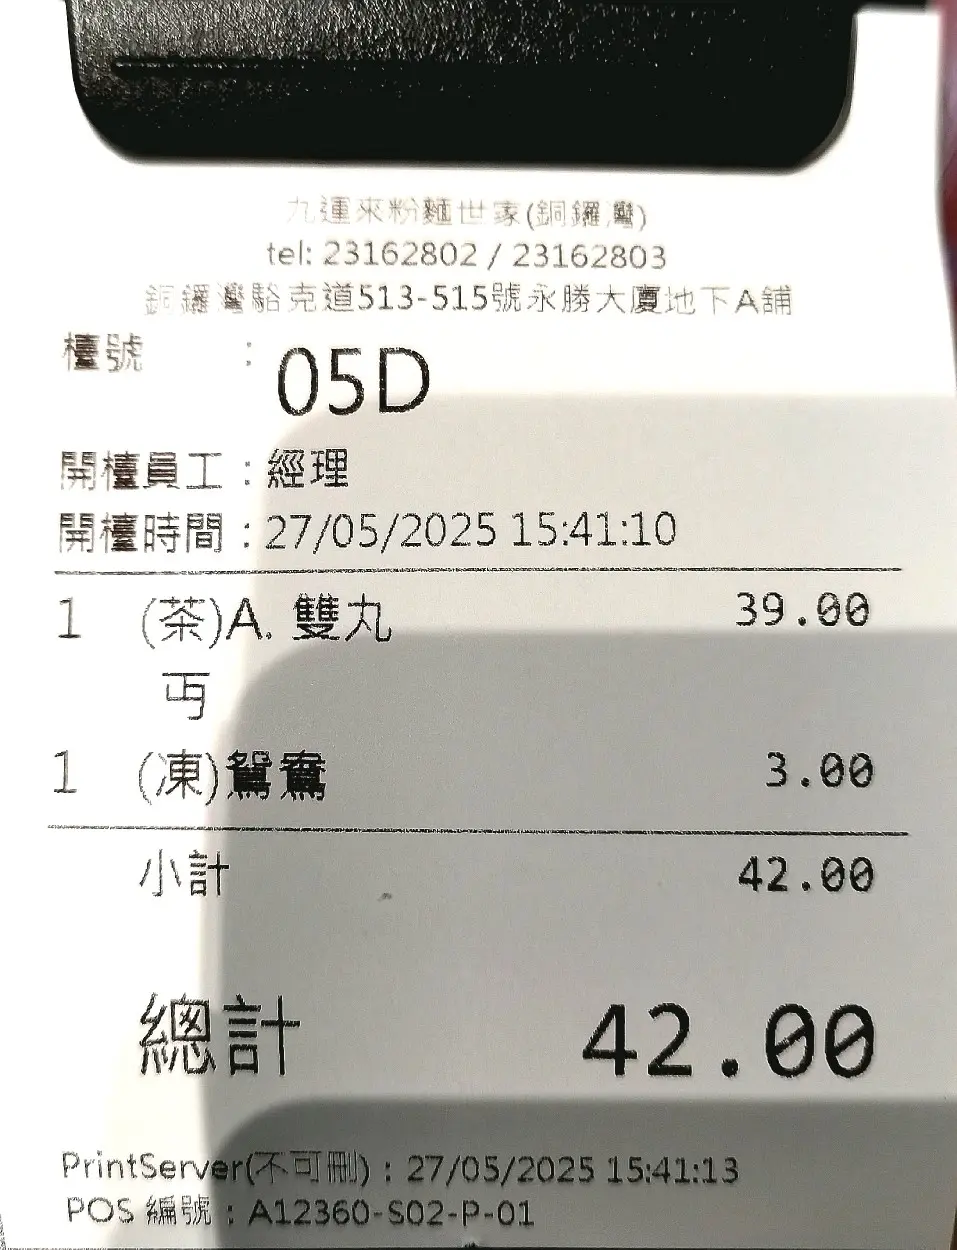 九運來粉麵世家(銅鑼灣)
tel: 23162802 / 23162803
銅鑼灣駱克道513-515號永勝大廈地下A舖
檯號 : 05D
開檯員工 : 經理
開檯時間 : 27/05/2025 15:41:10
1 (茶)A. 雙丸 39.00
丐
1 (凍)鴛鴦 3.00
小計 42.00
總計 42.00
PrintServer(不可刪) : 27/05/2025 15:41:13
POS 編號 : A12360-S02-P-01